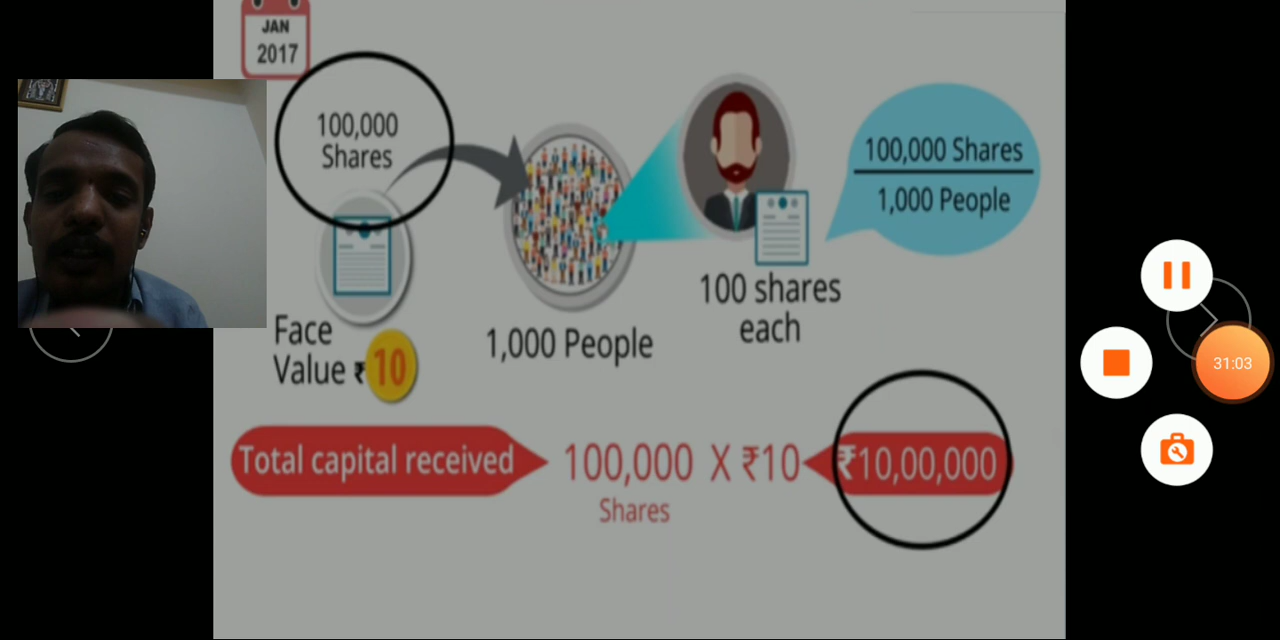 JAN
2017
100,000
Shares
100,000 Shares
1,000 People
100 shares
each
Face
Value ₹10
1,000 People
Total capital received
100,000 X ₹10
₹10,00,000
Shares
31:03